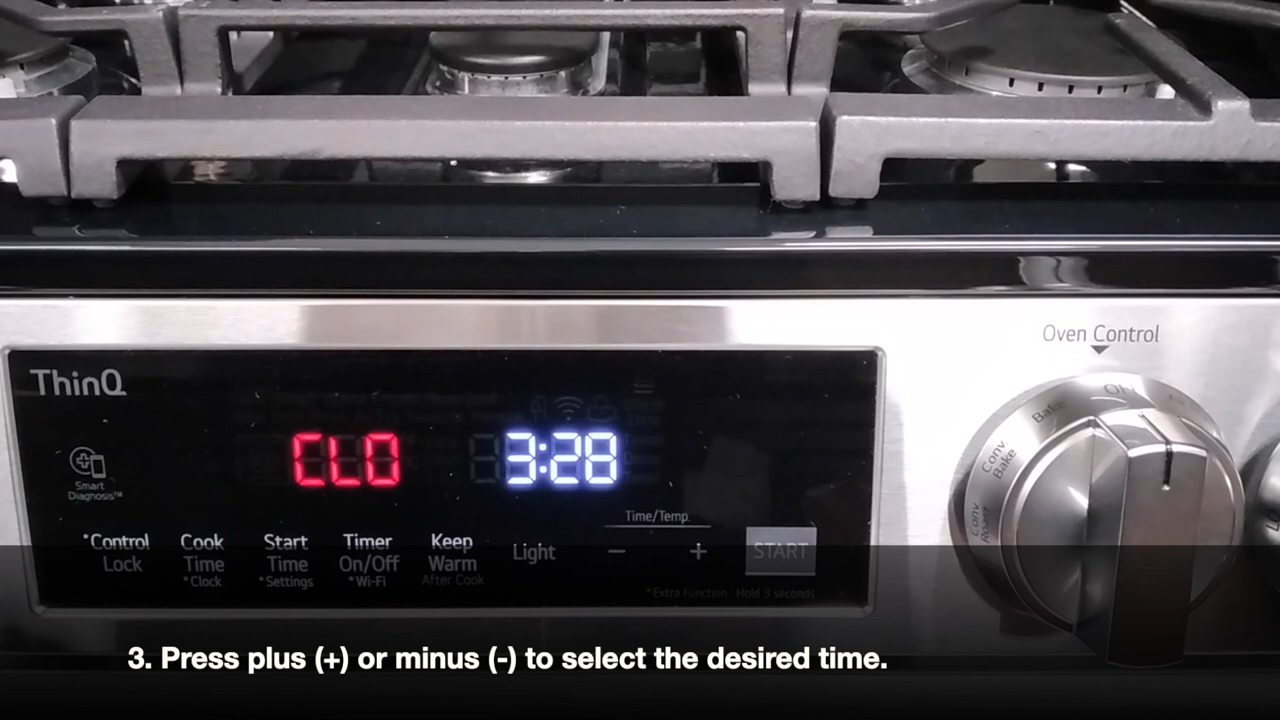 Oven Control
ThinQ
Bake
Conv.
Bake
Conv.
Roast
CLO 3:28
Smart
Diagnosis™
Time/Temp.
*Control Lock
Cook Time
*Clock
Start Time
*Settings
Timer On/Off
*Wi-Fi
Keep Warm
After Cook
Light
− +
START
*Extra Function : Hold 3 seconds
3. Press plus (+) or minus (-) to select the desired time.